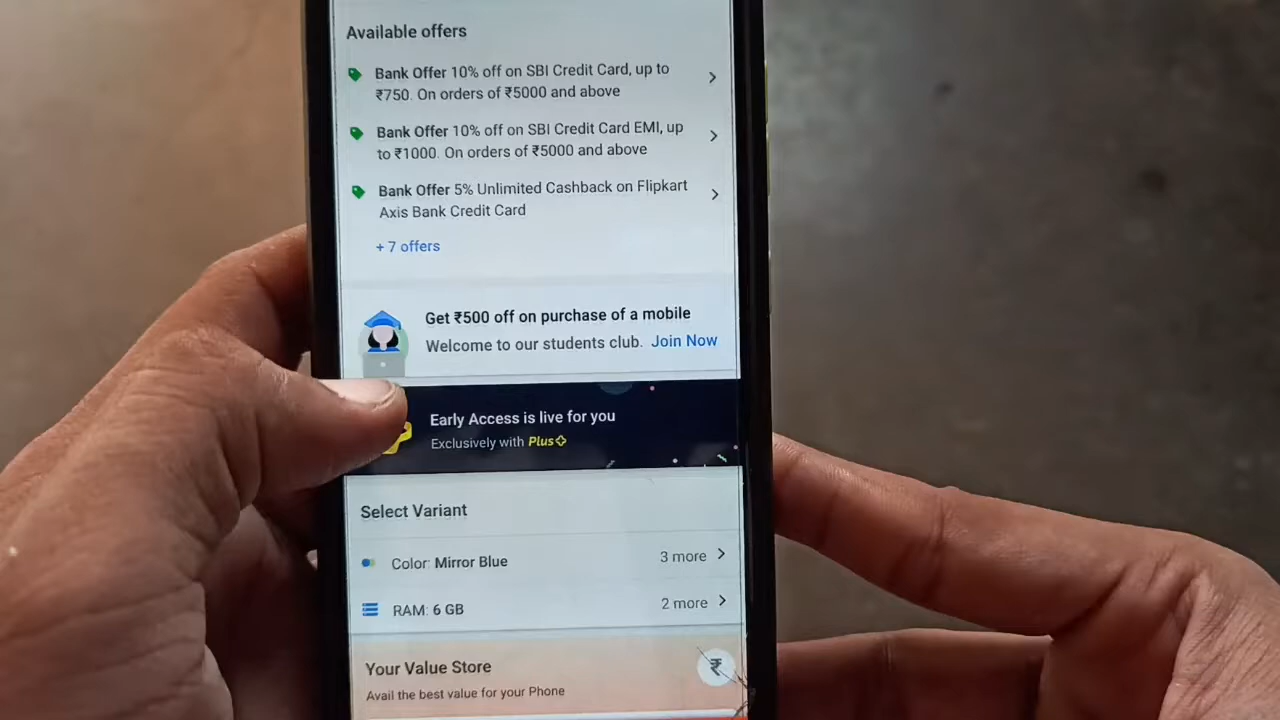 Available offers
Bank Offer 10% off on SBI Credit Card, up to
₹750. On orders of ₹5000 and above
Bank Offer 10% off on SBI Credit Card EMI, up
to ₹1000. On orders of ₹5000 and above
Bank Offer 5% Unlimited Cashback on Flipkart
Axis Bank Credit Card
+ 7 offers
Get ₹500 off on purchase of a mobile
Welcome to our students club. Join Now
Early Access is live for you
Exclusively with Plus
Select Variant
Color: Mirror Blue 3 more
RAM: 6 GB 2 more
Your Value Store
₹
Avail the best value for your Phone